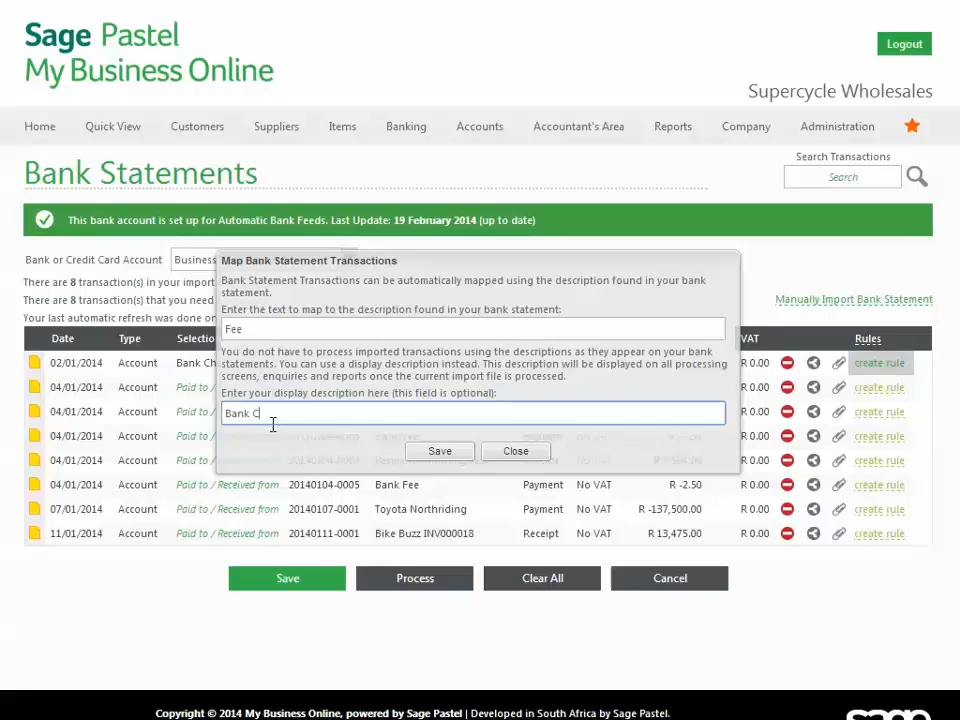 Sage Pastel
My Business Online
Logout
Supercycle Wholesales
Home Quick View Customers Suppliers Items Banking Accounts Accountant's Area Reports Company Administration
Bank Statements
Search Transactions
Search
This bank account is set up for Automatic Bank Feeds. Last Update: 19 February 2014 (up to date)
Bank or Credit Card Account Business
There are 8 transaction(s) in your import
There are 8 transaction(s) that you need
Manually Import Bank Statement
Your last automatic refresh was done on
Map Bank Statement Transactions
Bank Statement Transactions can be automatically mapped using the description found in your bank
statement.
Enter the text to map to the description found in your bank statement:
Fee
You do not have to process imported transactions using the descriptions as they appear on your bank
statements. You can use a display description instead. This description will be displayed on all processing
screens, enquiries and reports once the current import file is processed.
Enter your display description here (this field is optional):
Bank C
Save Close
Date Type Selectio VAT Rules
02/01/2014 Account Bank Ch R 0.00 create rule
04/01/2014 Account Paid to / R 0.00 create rule
04/01/2014 Account Paid to / R 0.00 create rule
04/01/2014 Account Paid to / R 0.00 create rule
04/01/2014 Account Paid to / R 0.00 create rule
04/01/2014 Account Paid to / Received from 20140104-0005 Bank Fee Payment No VAT R -2.50 R 0.00 create rule
07/01/2014 Account Paid to / Received from 20140107-0001 Toyota Northriding Payment No VAT R -137,500.00 R 0.00 create rule
11/01/2014 Account Paid to / Received from 20140111-0001 Bike Buzz INV000018 Receipt No VAT R 13,475.00 R 0.00 create rule
Save Process Clear All Cancel
Copyright © 2014 My Business Online, powered by Sage Pastel | Developed in South Africa by Sage Pastel.
sage